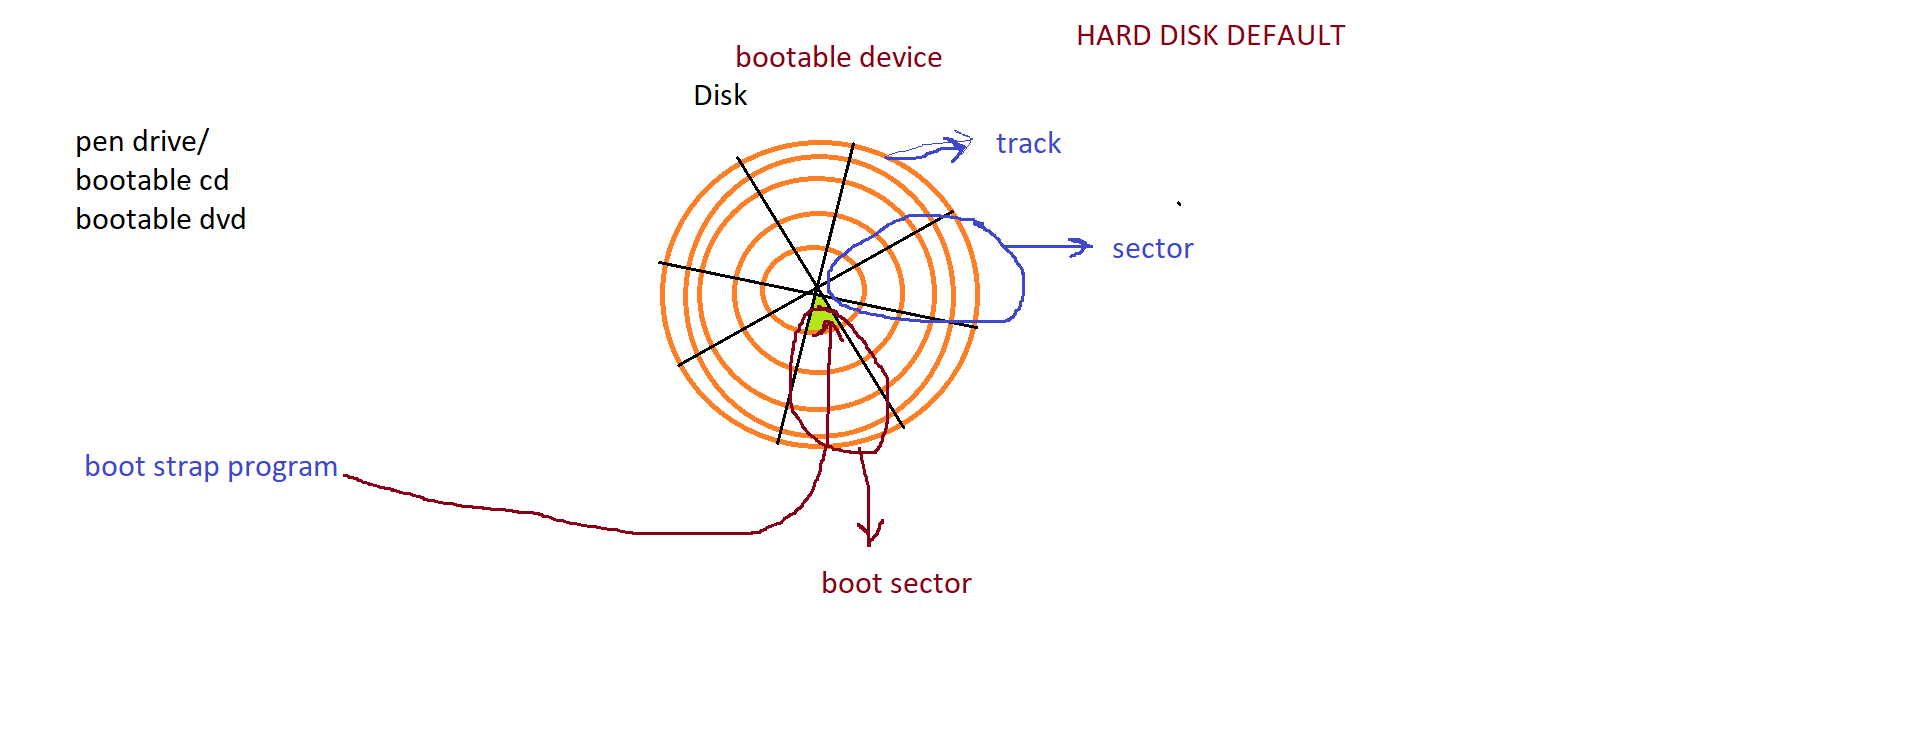 HARD DISK DEFAULT
bootable device
Disk
pen drive/
bootable cd
bootable dvd
track
sector
boot strap program
boot sector